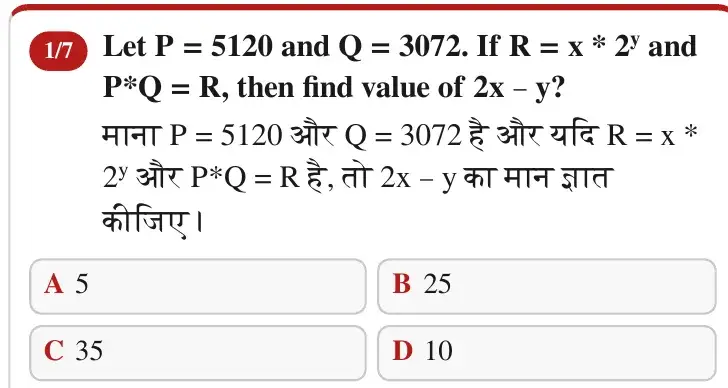 1/7 Let P = 5120 and Q = 3072. If R = x * 2ʸ and
P*Q = R, then find value of 2x – y?
माना P = 5120 और Q = 3072 है और यदि R = x *
2ʸ और P*Q = R है, तो 2x – y का मान ज्ञात
कीजिए।
A 5
B 25
C 35
D 10